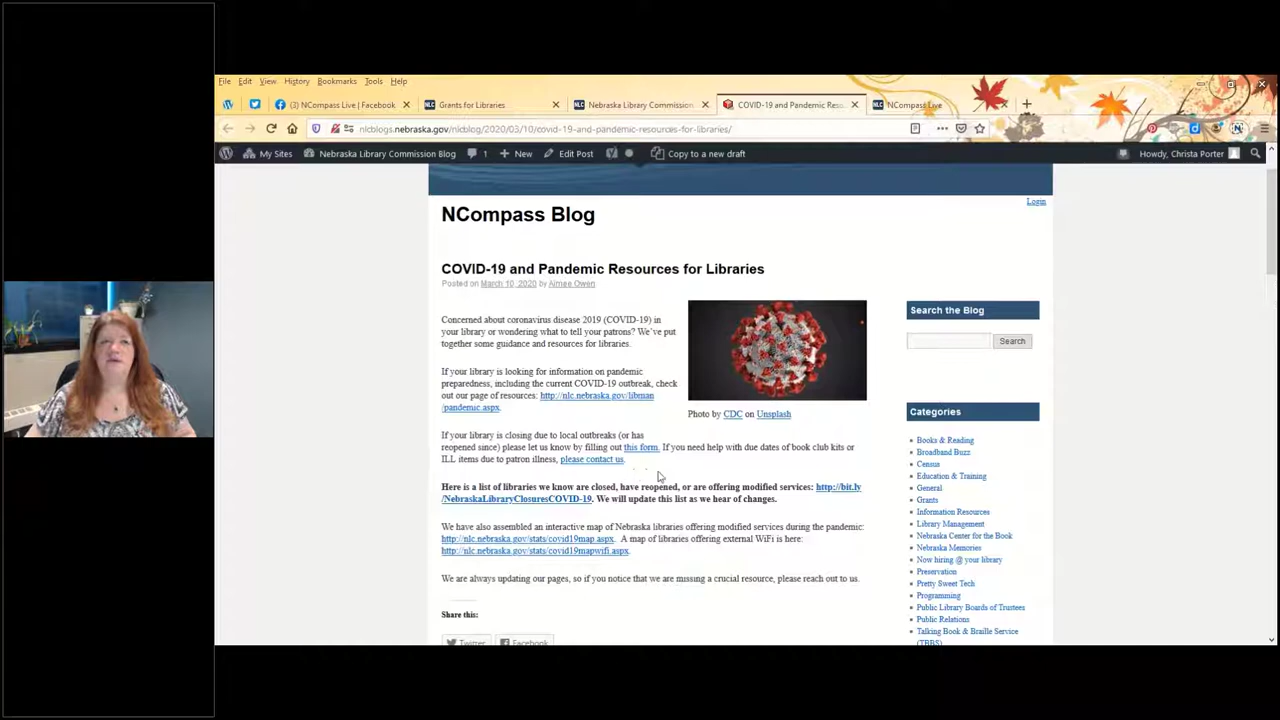 File Edit View History Bookmarks Tools Help
(3) NCompass Live | Facebook
Grants for Libraries
Nebraska Library Commission
COVID-19 and Pandemic Res
NCompass Live
nlcblogs.nebraska.gov/nlcblog/2020/03/10/covid-19-and-pandemic-resources-for-libraries/
My Sites Nebraska Library Commission Blog 1 New Edit Post Copy to a new draft Howdy, Christa Porter
Login
NCompass Blog
COVID-19 and Pandemic Resources for Libraries
Posted on March 10, 2020 by Aimee Owen
Concerned about coronavirus disease 2019 (COVID-19) in
your library or wondering what to tell your patrons? We've put
together some guidance and resources for libraries.
If your library is looking for information on pandemic
preparedness, including the current COVID-19 outbreak, check
out our page of resources: http://nlc.nebraska.gov/libman
/pandemic.aspx.
Photo by CDC on Unsplash
If your library is closing due to local outbreaks (or has
reopened since) please let us know by filling out this form. If you need help with due dates of book club kits or
ILL items due to patron illness, please contact us.
Here is a list of libraries we know are closed, have reopened, or are offering modified services: http://bit.ly
/NebraskaLibraryClosuresCOVID-19. We will update this list as we hear of changes.
We have also assembled an interactive map of Nebraska libraries offering modified services during the pandemic:
http://nlc.nebraska.gov/stats/covid19map.aspx. A map of libraries offering external WiFi is here:
http://nlc.nebraska.gov/stats/covid19mapwifi.aspx.
We are always updating our pages, so if you notice that we are missing a crucial resource, please reach out to us.
Share this:
Twitter Facebook
Search the Blog
Search
Categories
Books & Reading
Broadband Buzz
Census
Education & Training
General
Grants
Information Resources
Library Management
Nebraska Center for the Book
Nebraska Memories
Now hiring @ your library
Preservation
Pretty Sweet Tech
Programming
Public Library Boards of Trustees
Public Relations
Talking Book & Braille Service
(TBBS)